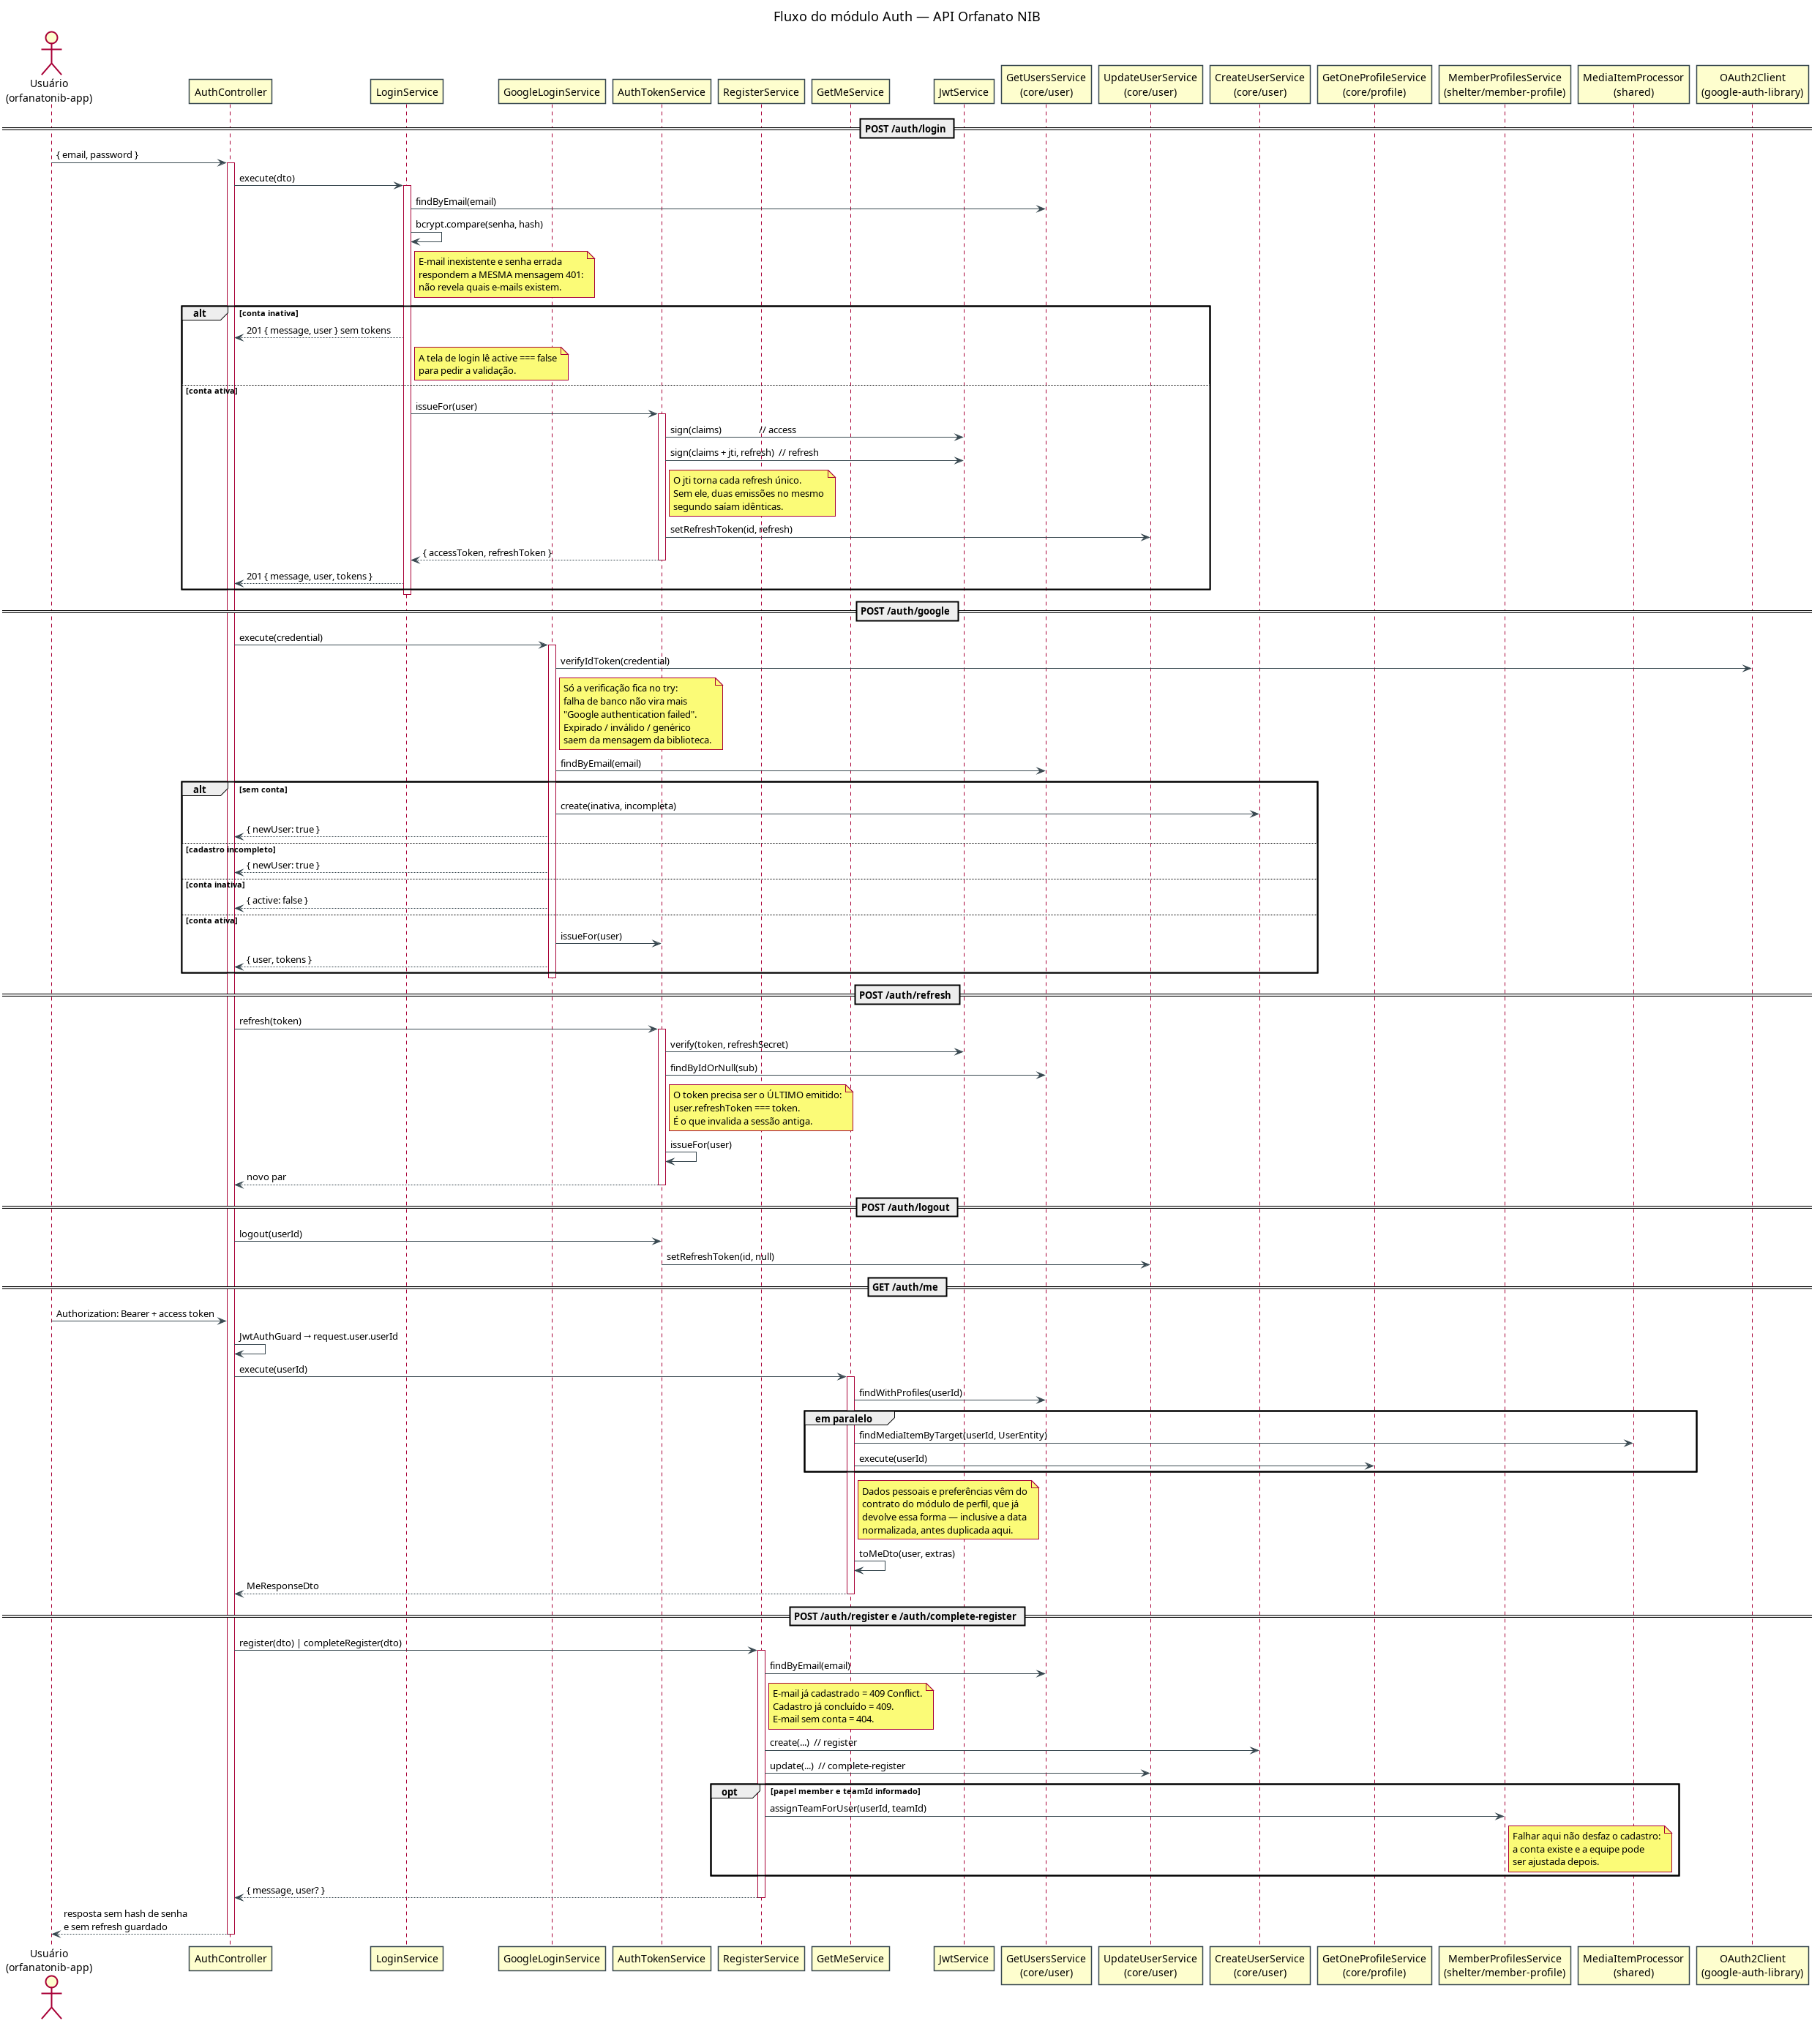 Fluxo do módulo Auth — API Orfanato NIB
Usuário
(orfanatonib-app)
AuthController
LoginService
GoogleLoginService
AuthTokenService
RegisterService
GetMeService
JwtService
GetUsersService
(core/user)
UpdateUserService
(core/user)
CreateUserService
(core/user)
GetOneProfileService
(core/profile)
MemberProfilesService
(shelter/member-profile)
MediaItemProcessor
(shared)
OAuth2Client
(google-auth-library)
POST /auth/login
{ email, password }
execute(dto)
findByEmail(email)
bcrypt.compare(senha, hash)
E-mail inexistente e senha errada
respondem a MESMA mensagem 401:
não revela quais e-mails existem.
alt [conta inativa]
201 { message, user } sem tokens
A tela de login lê active === false
para pedir a validação.
[conta ativa]
issueFor(user)
sign(claims) // access
sign(claims + jti, refresh) // refresh
O jti torna cada refresh único.
Sem ele, duas emissões no mesmo
segundo saíam idênticas.
setRefreshToken(id, refresh)
{ accessToken, refreshToken }
201 { message, user, tokens }
POST /auth/google
execute(credential)
verifyIdToken(credential)
Só a verificação fica no try:
falha de banco não vira mais
"Google authentication failed".
Expirado / inválido / genérico
saem da mensagem da biblioteca.
findByEmail(email)
alt [sem conta]
create(inativa, incompleta)
{ newUser: true }
[cadastro incompleto]
{ newUser: true }
[conta inativa]
{ active: false }
[conta ativa]
issueFor(user)
{ user, tokens }
POST /auth/refresh
refresh(token)
verify(token, refreshSecret)
findByIdOrNull(sub)
O token precisa ser o ÚLTIMO emitido:
user.refreshToken === token.
É o que invalida a sessão antiga.
issueFor(user)
novo par
POST /auth/logout
logout(userId)
setRefreshToken(id, null)
GET /auth/me
Authorization: Bearer + access token
JwtAuthGuard → request.user.userId
execute(userId)
findWithProfiles(userId)
em paralelo
findMediaItemByTarget(userId, UserEntity)
execute(userId)
Dados pessoais e preferências vêm do
contrato do módulo de perfil, que já
devolve essa forma — inclusive a data
normalizada, antes duplicada aqui.
toMeDto(user, extras)
MeResponseDto
POST /auth/register e /auth/complete-register
register(dto) | completeRegister(dto)
findByEmail(email)
E-mail já cadastrado = 409 Conflict.
Cadastro já concluído = 409.
E-mail sem conta = 404.
create(...) // register
update(...) // complete-register
opt [papel member e teamId informado]
assignTeamForUser(userId, teamId)
Falhar aqui não desfaz o cadastro:
a conta existe e a equipe pode
ser ajustada depois.
{ message, user? }
resposta sem hash de senha
e sem refresh guardado
Usuário
(orfanatonib-app)
AuthController
LoginService
GoogleLoginService
AuthTokenService
RegisterService
GetMeService
JwtService
GetUsersService
(core/user)
UpdateUserService
(core/user)
CreateUserService
(core/user)
GetOneProfileService
(core/profile)
MemberProfilesService
(shelter/member-profile)
MediaItemProcessor
(shared)
OAuth2Client
(google-auth-library)